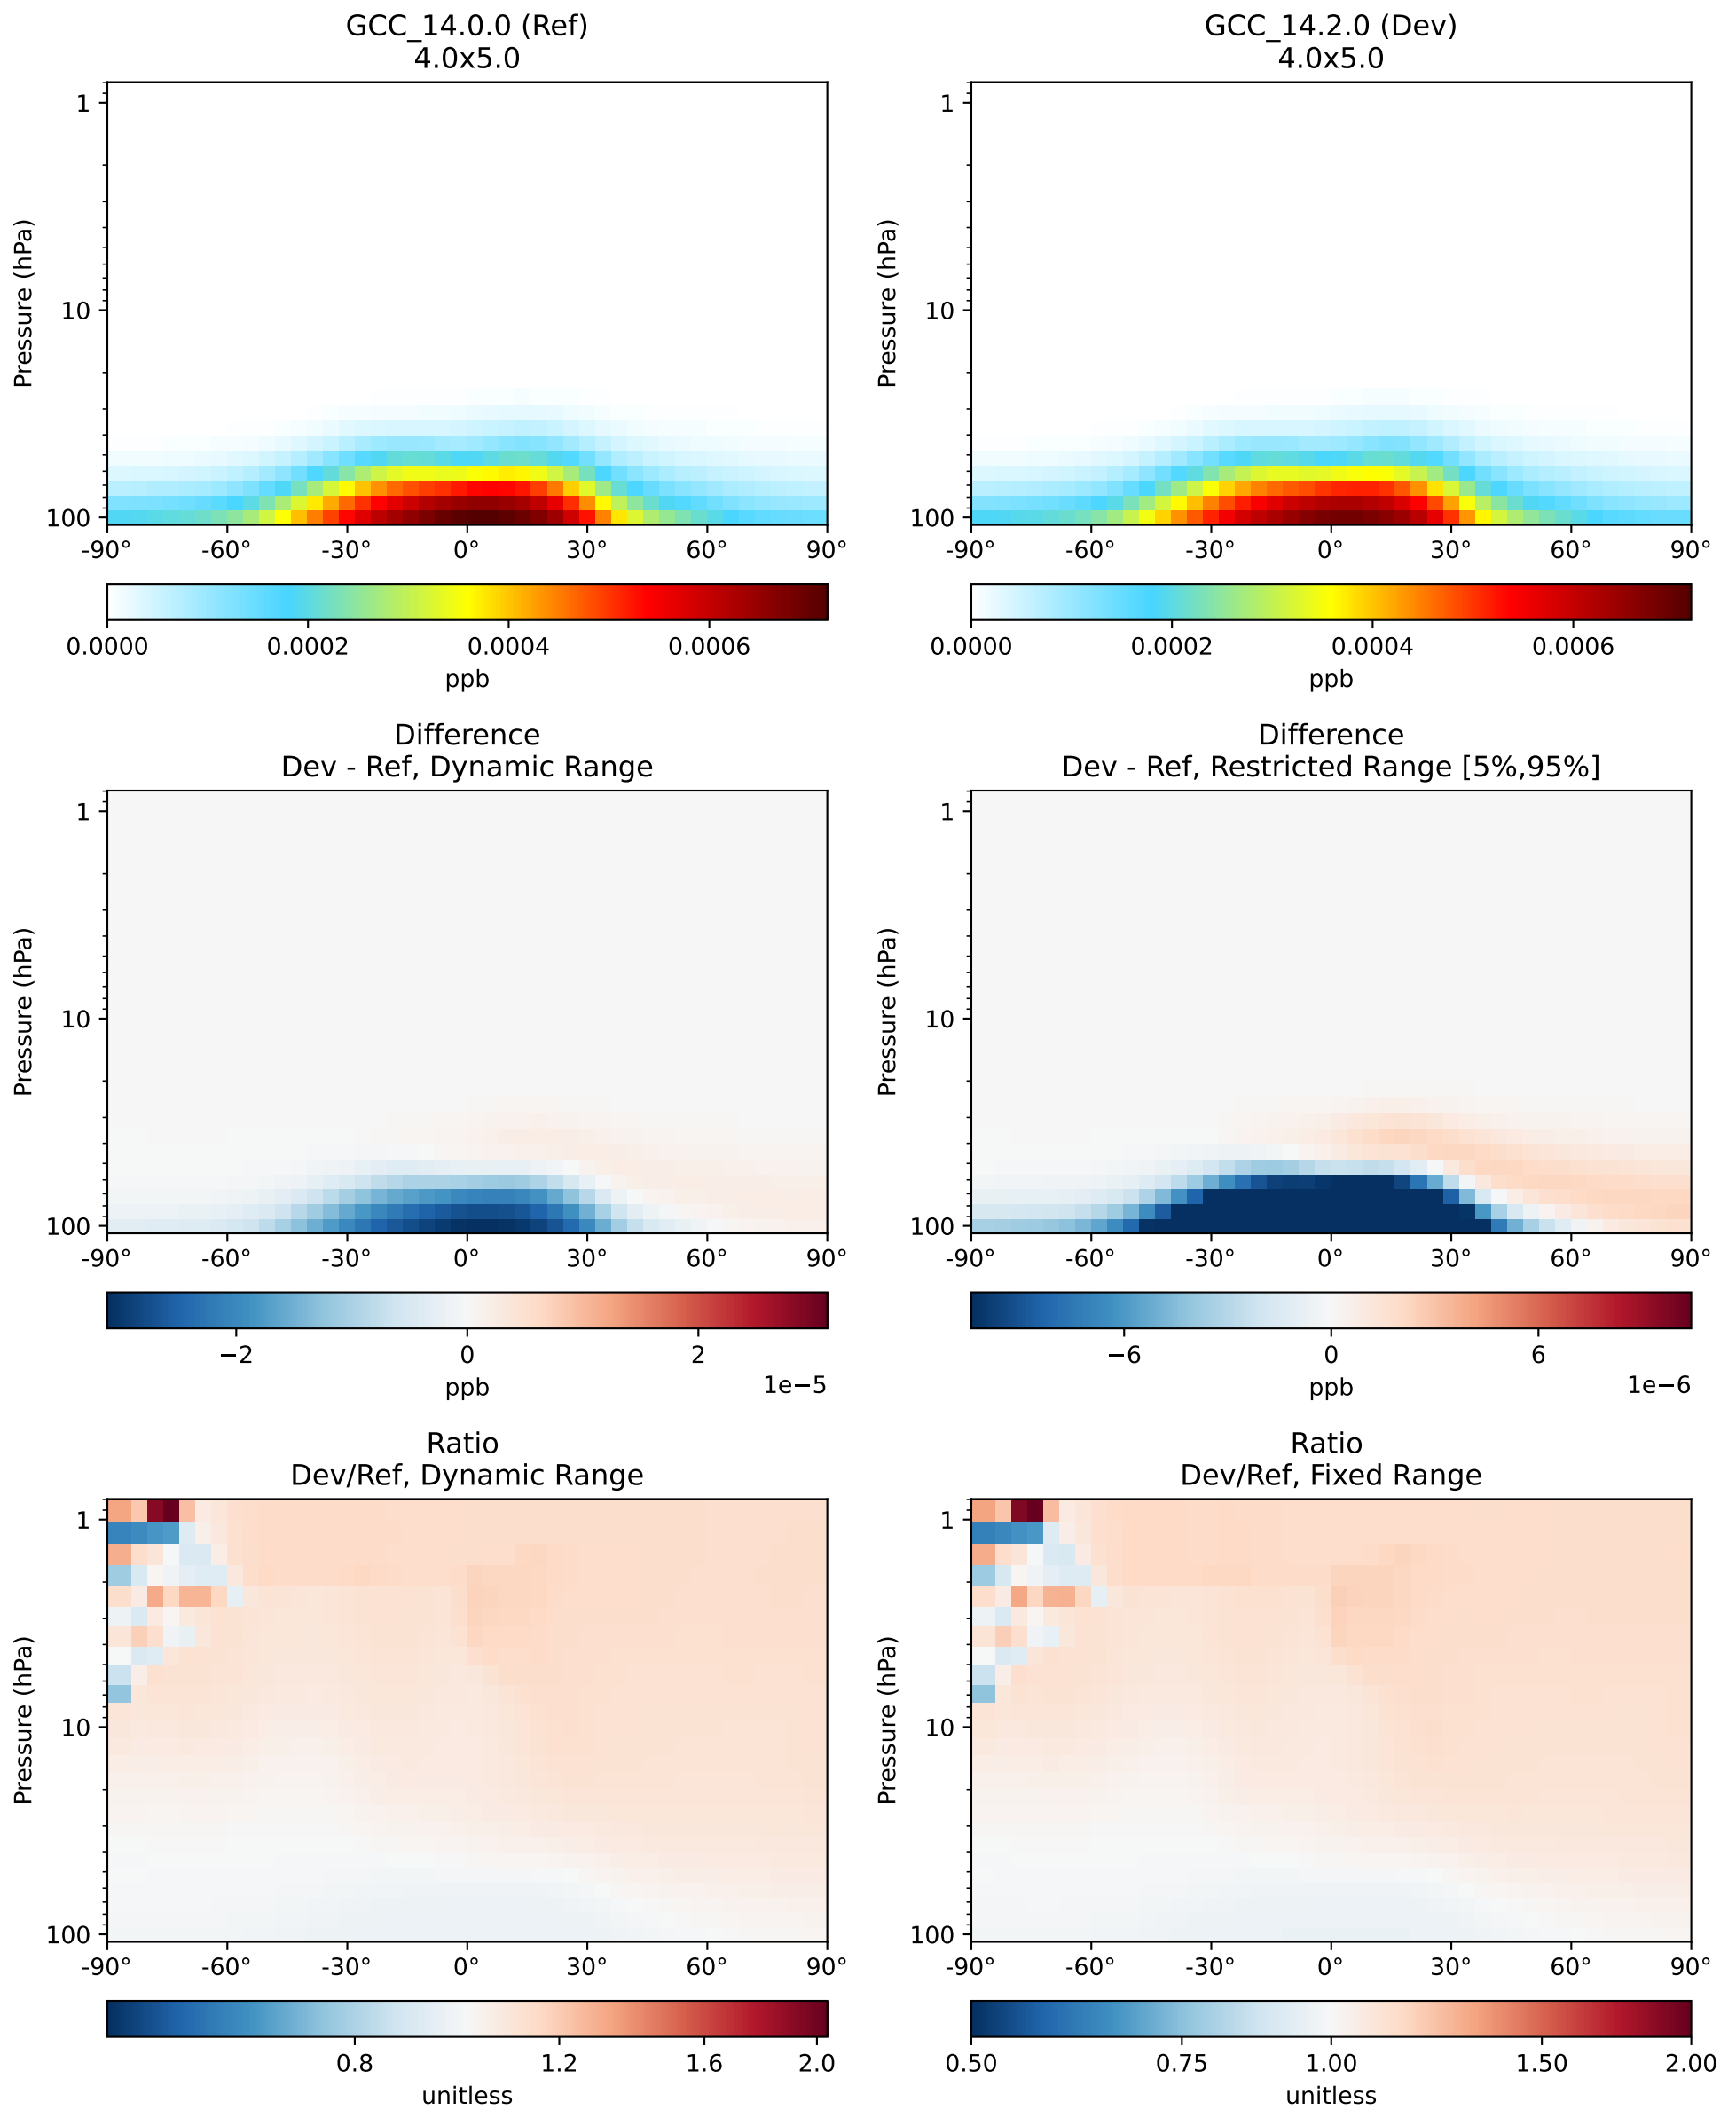 GCC_14.0.0 (Ref)
4.0x5.0
GCC_14.2.0 (Dev)
4.0x5.0
Pressure (hPa)
1
10
100
-90° -60° -30° 0° 30° 60° 90°
0.0000 0.0002 0.0004 0.0006
ppb
Pressure (hPa)
1
10
100
-90° -60° -30° 0° 30° 60° 90°
0.0000 0.0002 0.0004 0.0006
ppb
Difference
Dev - Ref, Dynamic Range
Pressure (hPa)
1
10
100
-90° -60° -30° 0° 30° 60° 90°
−2 0 2
ppb
1e−5
Difference
Dev - Ref, Restricted Range [5%,95%]
Pressure (hPa)
1
10
100
-90° -60° -30° 0° 30° 60° 90°
−6 0 6
ppb
1e−6
Ratio
Dev/Ref, Dynamic Range
Pressure (hPa)
1
10
100
-90° -60° -30° 0° 30° 60° 90°
0.8 1.2 1.6 2.0
unitless
Ratio
Dev/Ref, Fixed Range
Pressure (hPa)
1
10
100
-90° -60° -30° 0° 30° 60° 90°
0.50 0.75 1.00 1.50 2.00
unitless